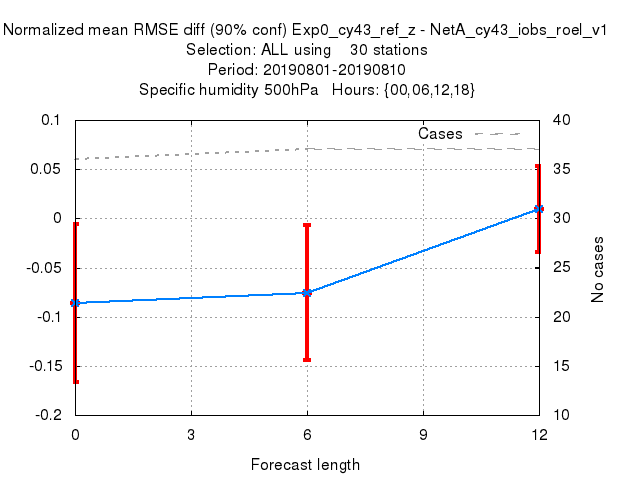 Normalized mean RMSE diff (90% conf) Exp0_cy43_ref_z - NetA_cy43_iobs_roel_v1
Selection: ALL using 30 stations
Period: 20190801-20190810
Specific humidity 500hPa Hours: {00,06,12,18}
0.1
0.05
0
-0.05
-0.1
-0.15
-0.2
Cases
40
35
30
25
20
15
10
No cases
0 3 6 9 12
Forecast length